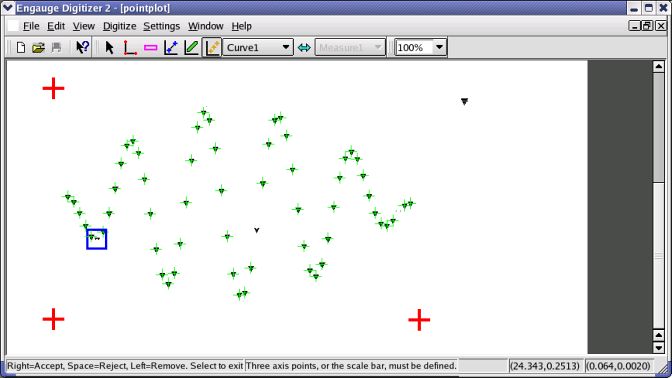 Engauge Digitizer 2 - [pointplot]
File Edit View Digitize Settings Window Help
Curve1 Measure1 100%
Right=Accept, Space=Reject, Left=Remove. Select to exit Three axis points, or the scale bar, must be defined. (24.343,0.2513) (0.064,0.0020)